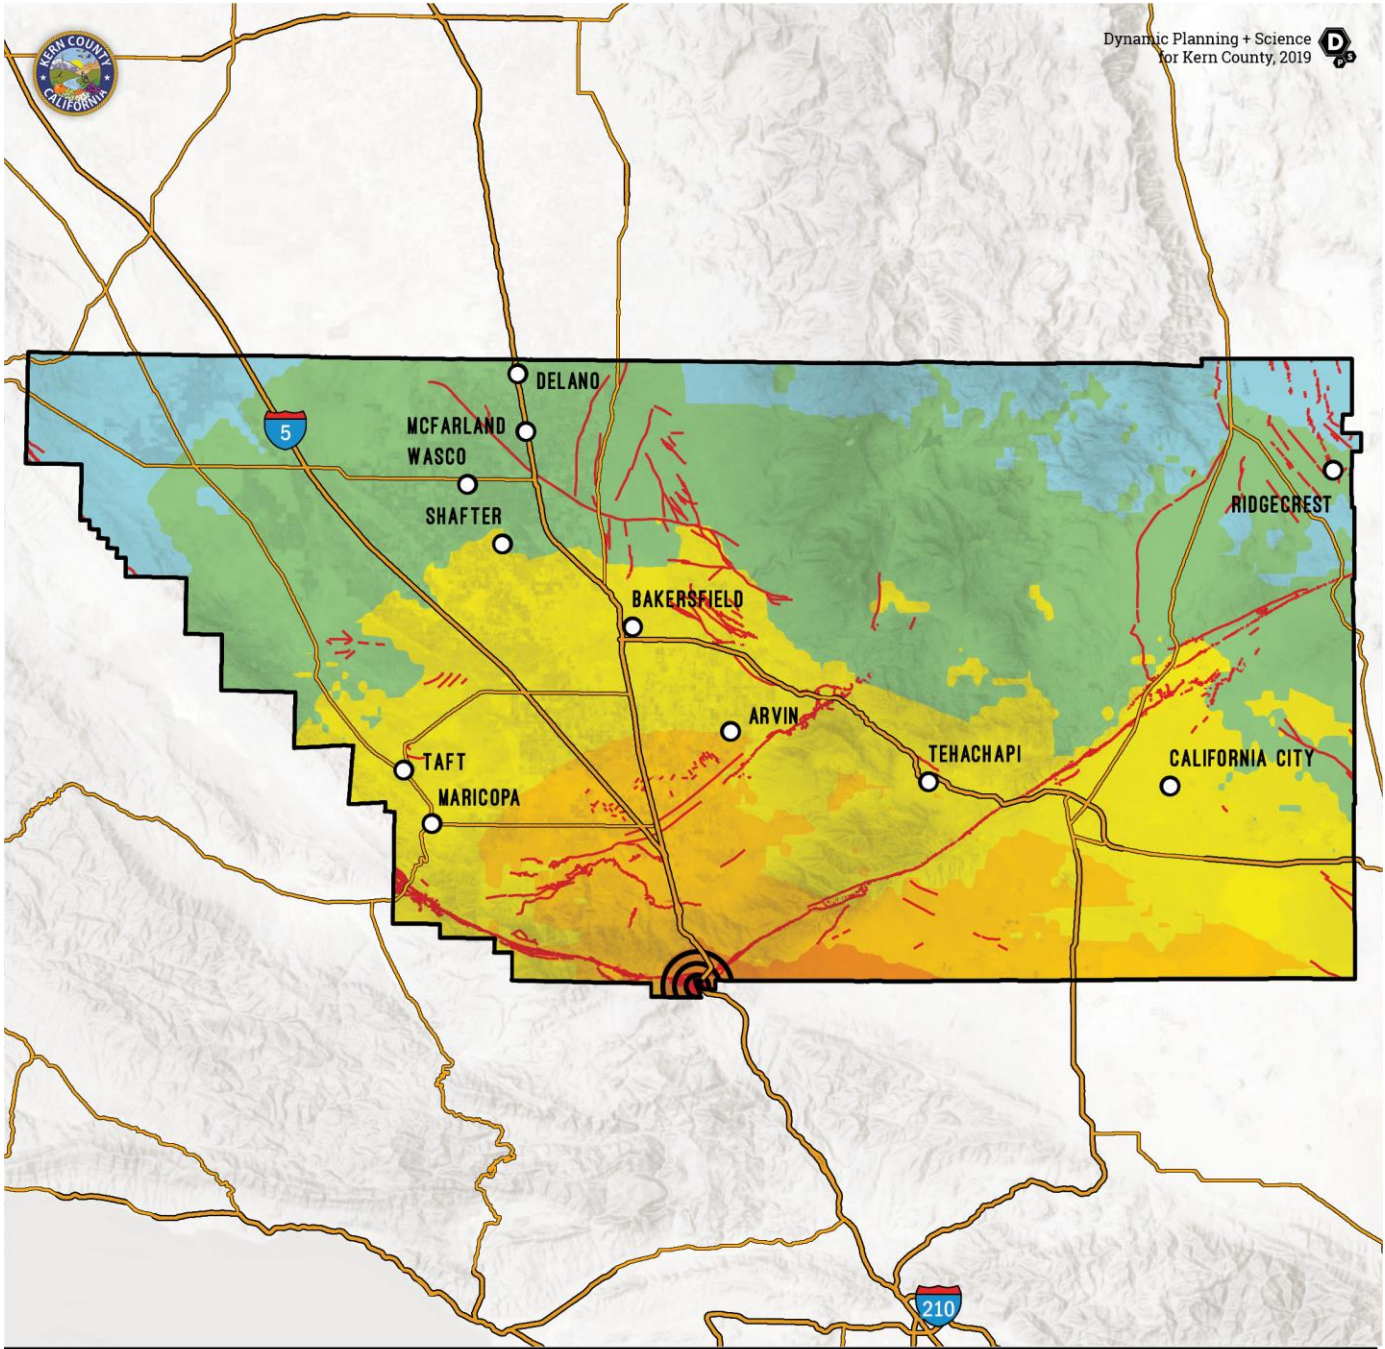 KERN COUNTY
CALIFORNIA
Dynamic Planning + Science
for Kern County, 2019
D
P
S
DELANO
5
MCFARLAND
WASCO
RIDGECREST
SHAFTER
BAKERSFIELD
ARVIN
TEHACHAPI
CALIFORNIA CITY
TAFT
MARICOPA
210